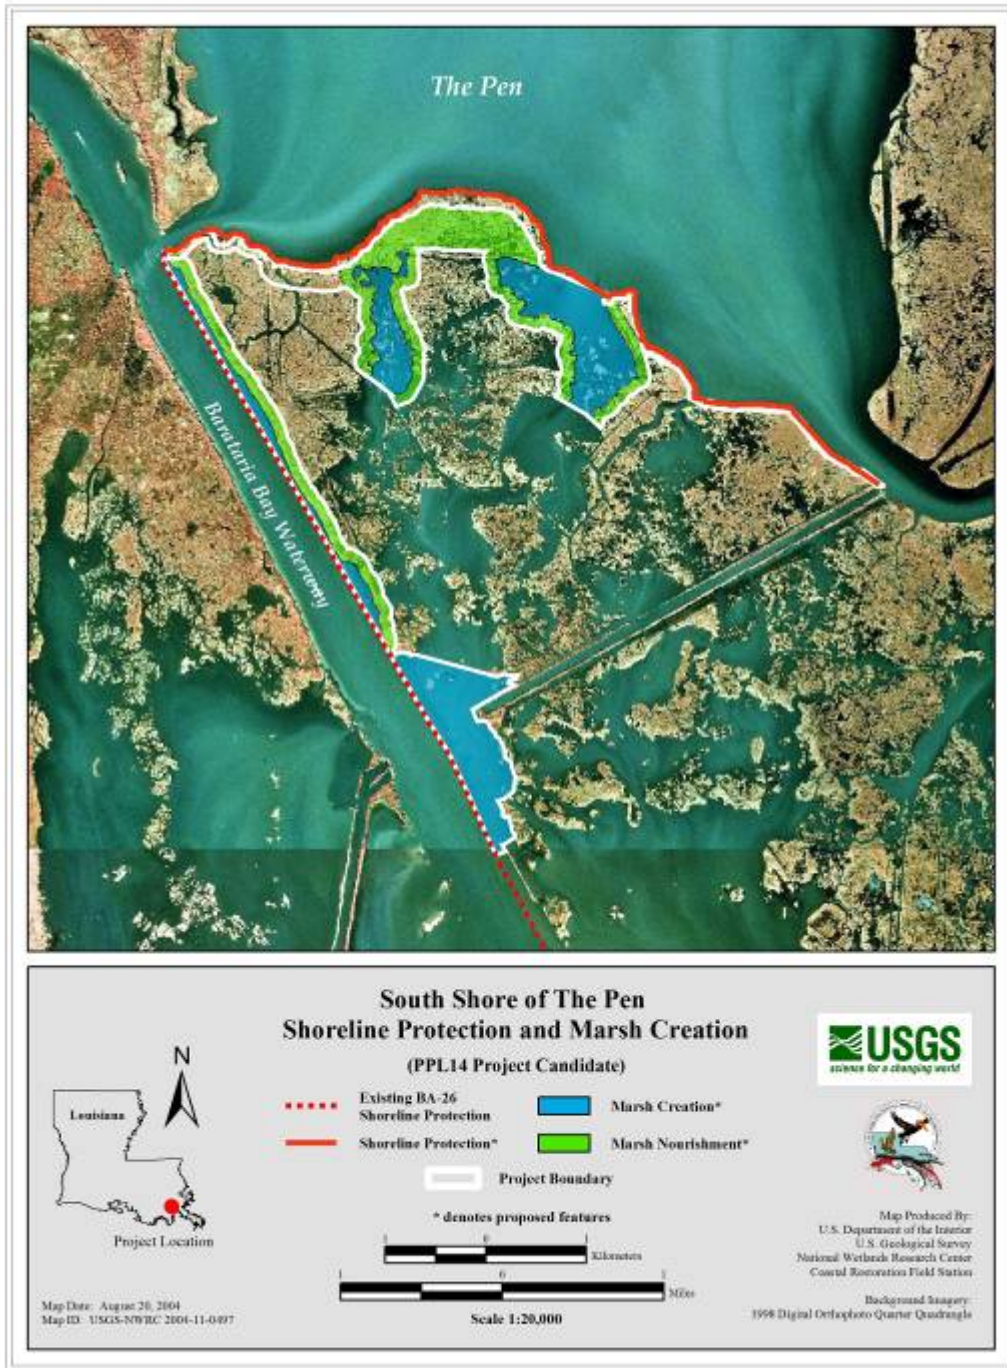 The Pen
Barataria Bay Waterway
South Shore of The Pen
Shoreline Protection and Marsh Creation
(PPL14 Project Candidate)
Existing BA-26
Shoreline Protection
Shoreline Protection*
Marsh Creation*
Marsh Nourishment*
Project Boundary
* denotes proposed features
1 0 1
Kilometers
1 0 1
Miles
Scale 1:20,000
N
Louisiana
Project Location
Map Date: August 20, 2004
Map ID: USGS-NWRC 2004-11-0497
USGS
science for a changing world
Map Produced By:
U.S. Department of the Interior
U.S. Geological Survey
National Wetlands Research Center
Coastal Restoration Field Station
Background Imagery:
1998 Digital Orthophoto Quarter Quadrangle